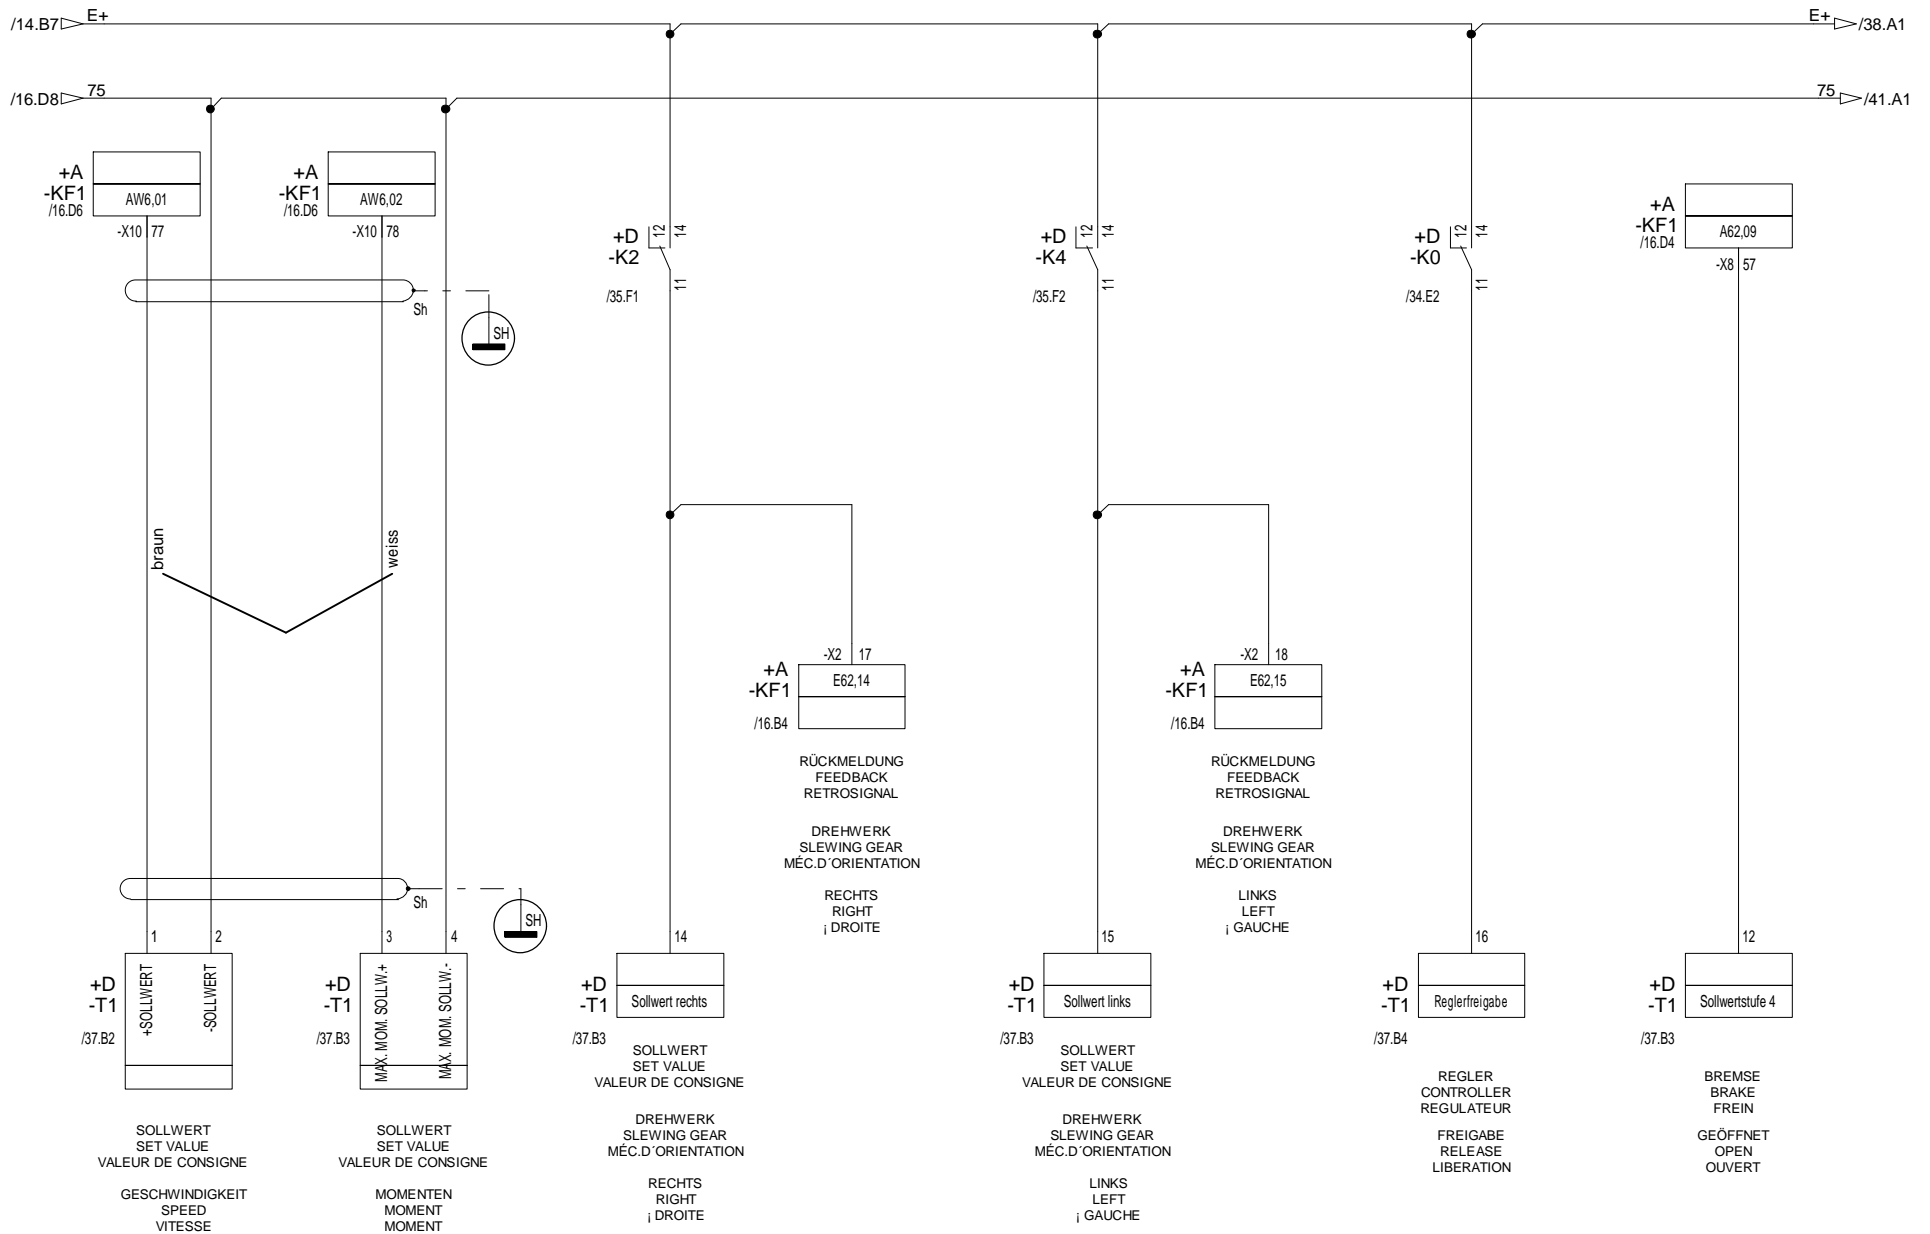 /14.B7 E+ E+ /38.A1
/16.D8 75 75 /41.A1
+A
-KF1
/16.D6
AW6,01
-X10 77
+A
-KF1
/16.D6
AW6,02
-X10 78
Sh
SH
+D
-K2
/35.F1
12
14
11
+D
-K4
/35.F2
12
14
11
+D
-K0
/34.E2
12
14
11
+A
-KF1
/16.D4
A62,09
-X8 57
braun
weiss
-X2 17
+A
-KF1
/16.B4
E62,14
RÜCKMELDUNG
FEEDBACK
RETROSIGNAL
DREHWERK
SLEWING GEAR
MÉC.D´ORIENTATION
RECHTS
RIGHT
¡ DROITE
-X2 18
+A
-KF1
/16.B4
E62,15
RÜCKMELDUNG
FEEDBACK
RETROSIGNAL
DREHWERK
SLEWING GEAR
MÉC.D´ORIENTATION
LINKS
LEFT
¡ GAUCHE
Sh
SH
1
2
+D
-T1
/37.B2
+SOLLWERT
-SOLLWERT
SOLLWERT
SET VALUE
VALEUR DE CONSIGNE
GESCHWINDIGKEIT
SPEED
VITESSE
3
4
+D
-T1
/37.B3
MAX. MOM. SOLLW.+
MAX. MOM. SOLLW.-
SOLLWERT
SET VALUE
VALEUR DE CONSIGNE
MOMENTEN
MOMENT
MOMENT
14
+D
-T1
/37.B3
Sollwert rechts
SOLLWERT
SET VALUE
VALEUR DE CONSIGNE
DREHWERK
SLEWING GEAR
MÉC.D´ORIENTATION
RECHTS
RIGHT
¡ DROITE
15
+D
-T1
/37.B3
Sollwert links
SOLLWERT
SET VALUE
VALEUR DE CONSIGNE
DREHWERK
SLEWING GEAR
MÉC.D´ORIENTATION
LINKS
LEFT
¡ GAUCHE
16
+D
-T1
/37.B4
Reglerfreigabe
REGLER
CONTROLLER
REGULATEUR
FREIGABE
RELEASE
LIBERATION
12
+D
-T1
/37.B3
Sollwertstufe 4
BREMSE
BRAKE
FREIN
GEÖFFNET
OPEN
OUVERT